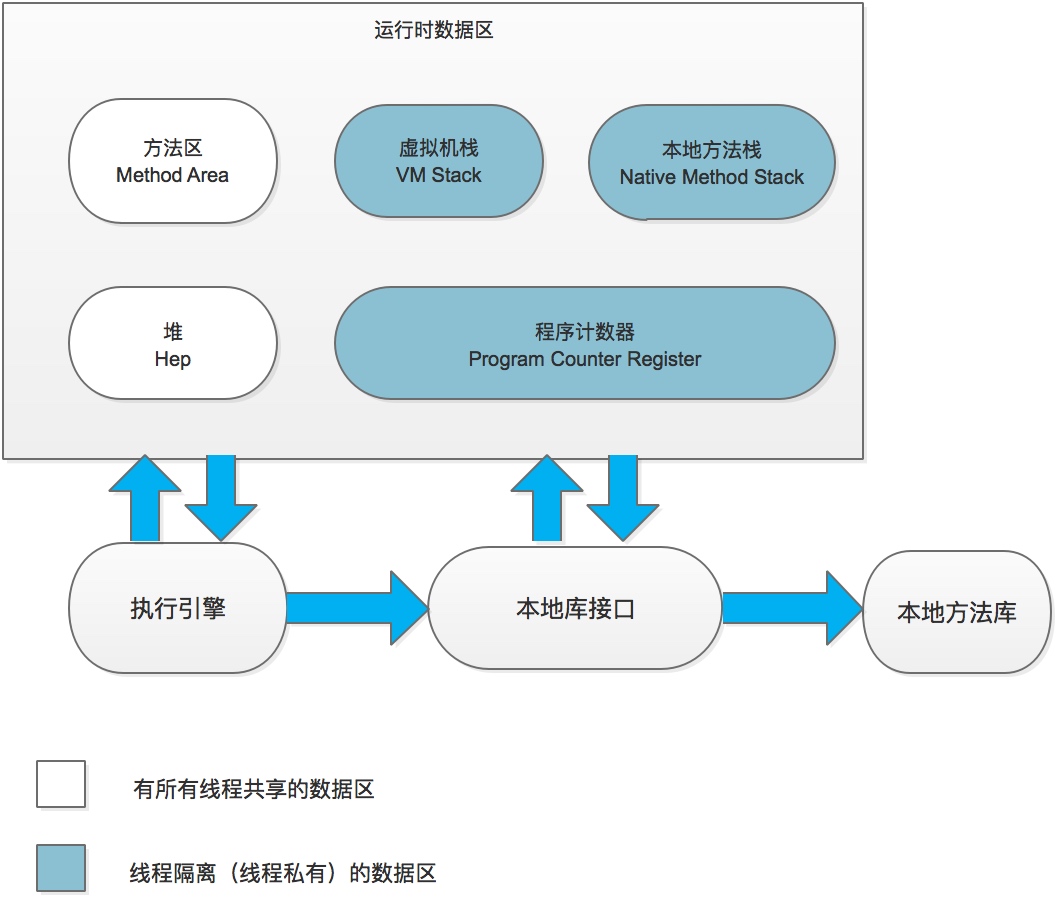 运行时数据区
方法区
Method Area
虚拟机栈
VM Stack
本地方法栈
Native Method Stack
堆
Hep
程序计数器
Program Counter Register
执行引擎
本地库接口
本地方法库
有所有线程共享的数据区
线程隔离（线程私有）的数据区